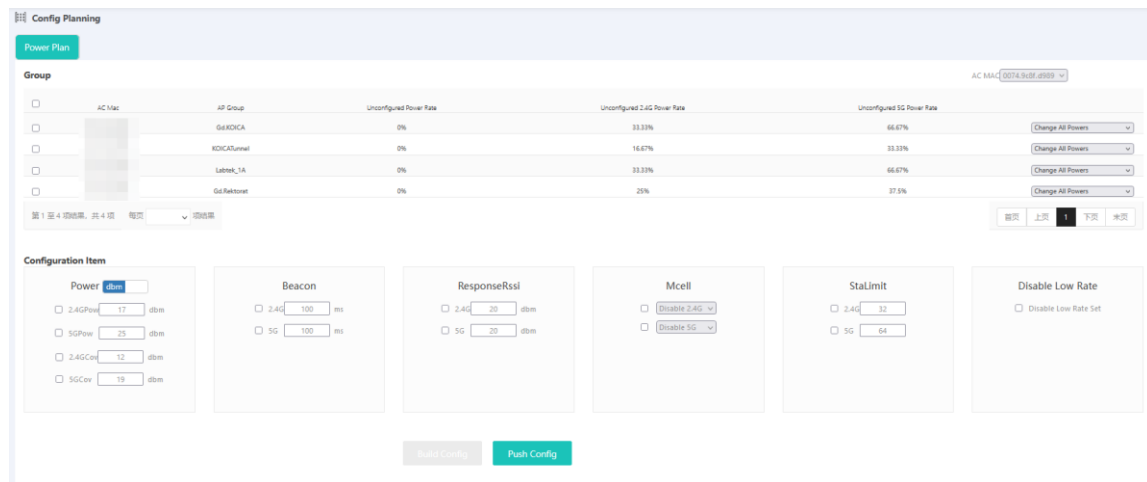 Config Planning
Power Plan
Group AC MAC 0074.9c8f.d989
AC Mac AP Group Unconfigured Power Rate Unconfigured 2.4G Power Rate Unconfigured 5G Power Rate
Gd.KOICA 0% 33.33% 66.67% Change All Powers
KOICATunnel 0% 16.67% 33.33% Change All Powers
Labtek_1A 0% 33.33% 66.67% Change All Powers
Gd.Rektorat 0% 25% 37.5% Change All Powers
第 1 至 4 项结果，共 4 项 每页 项结果 首页 上页 1 下页 末页
Configuration Item
Power dbm Beacon ResponseRssi Mcell StaLimit Disable Low Rate
2.4GPow 17 dbm 2.4G 100 ms 2.4G 20 dbm Disable 2.4G 2.4G 32 Disable Low Rate Set
5GPow 25 dbm 5G 100 ms 5G 20 dbm Disable 5G 5G 64
2.4GCov 12 dbm
5GCov 19 dbm
Build Config Push Config